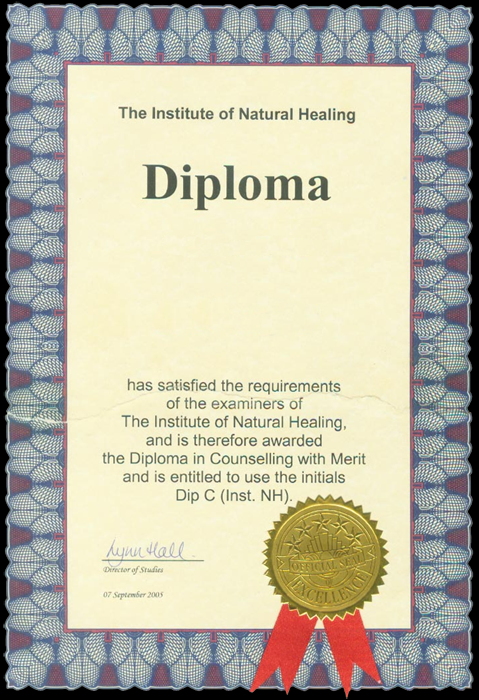 The Institute of Natural Healing
Diploma
has satisfied the requirements
of the examiners of
The Institute of Natural Healing,
and is therefore awarded
the Diploma in Counselling with Merit
and is entitled to use the initials
Dip C (Inst. NH).
Lynn Hall
Director of Studies
07 September 2005
OFFICIAL SEAL
EXCELLENCE